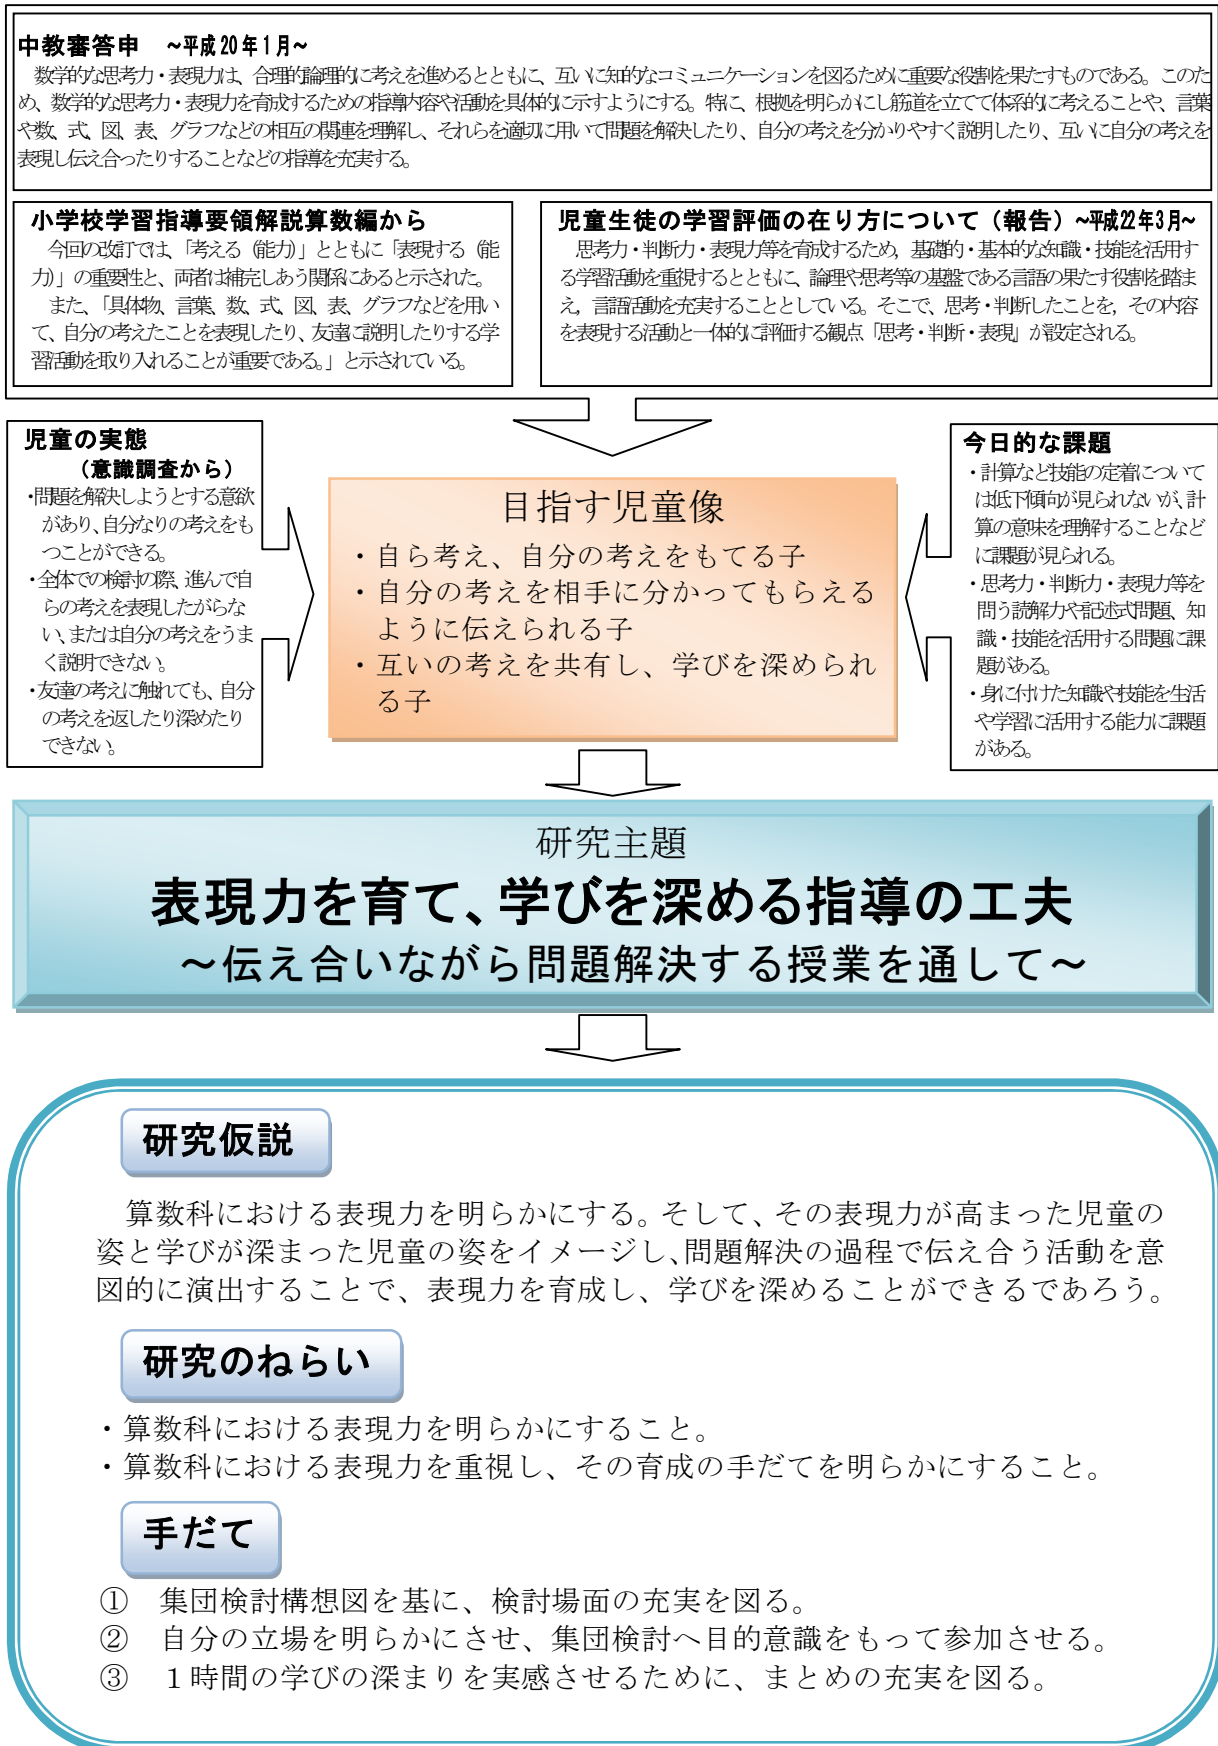 中教審答申　~平成20年1月~
数学的な思考力・表現力は、合理的論理的に考えを進めるとともに、互いに知的なコミュニケーションを図るために重要な役割を果たすものである。このた
め、数学的な思考力・表現力を育成するための指導内容や活動を具体的に示すようにする。特に、根拠を明らかにし筋道を立てて体系的に考えることや、言葉
や数、式、図、表、グラフなどの相互の関連を理解し、それらを適切に用いて問題を解決したり、自分の考えを分かりやすく説明したり、互いに自分の考えを
表現し伝え合ったりすることなどの指導を充実する。
小学校学習指導要領解説算数編から
今回の改訂では、「考える（能力）」とともに「表現する（能
力）」の重要性と、両者は補完しあう関係にあると示された。
また、「具体物、言葉、数、式、図、表、グラフなどを用い
て、自分の考えたことを表現したり、友達に説明したりする学
習活動を取り入れることが重要である。」と示されている。
児童生徒の学習評価の在り方について（報告）~平成22年3月~
思考力・判断力・表現力等を育成するため，基礎的・基本的な知識・技能を活用す
る学習活動を重視するとともに、論理や思考等の基盤である言語の果たす役割を踏ま
え，言語活動を充実することとしている。そこで、思考・判断したことを，その内容
を表現する活動と一体的に評価する観点「思考・判断・表現」が設定される。
児童の実態
（意識調査から）
・問題を解決しようとする意欲
があり、自分なりの考えをも
つことができる。
・全体での検討の際、進んで自
らの考えを表現したがらな
い、または自分の考えをうま
く説明できない。
・友達の考えに触れても、自分
の考えを返したり深めたり
できない。
目指す児童像
・自ら考え、自分の考えをもてる子
・自分の考えを相手に分かってもらえる
ように伝えられる子
・互いの考えを共有し、学びを深められ
る子
今日的な課題
・計算など技能の定着について
は低下傾向が見られないが、計
算の意味を理解することなど
に課題が見られる。
・思考力・判断力・表現力等を
問う読解力や記述式問題、知
識・技能を活用する問題に課
題がある。
・身に付けた知識や技能を生活
や学習に活用する能力に課題
がある。
研究主題
表現力を育て、学びを深める指導の工夫
～伝え合いながら問題解決する授業を通して～
研究仮説
算数科における表現力を明らかにする。そして、その表現力が高まった児童の
姿と学びが深まった児童の姿をイメージし、問題解決の過程で伝え合う活動を意
図的に演出することで、表現力を育成し、学びを深めることができるであろう。
研究のねらい
・算数科における表現力を明らかにすること。
・算数科における表現力を重視し、その育成の手だてを明らかにすること。
手だて
①　集団検討構想図を基に、検討場面の充実を図る。
②　自分の立場を明らかにさせ、集団検討へ目的意識をもって参加させる。
③　１時間の学びの深まりを実感させるために、まとめの充実を図る。